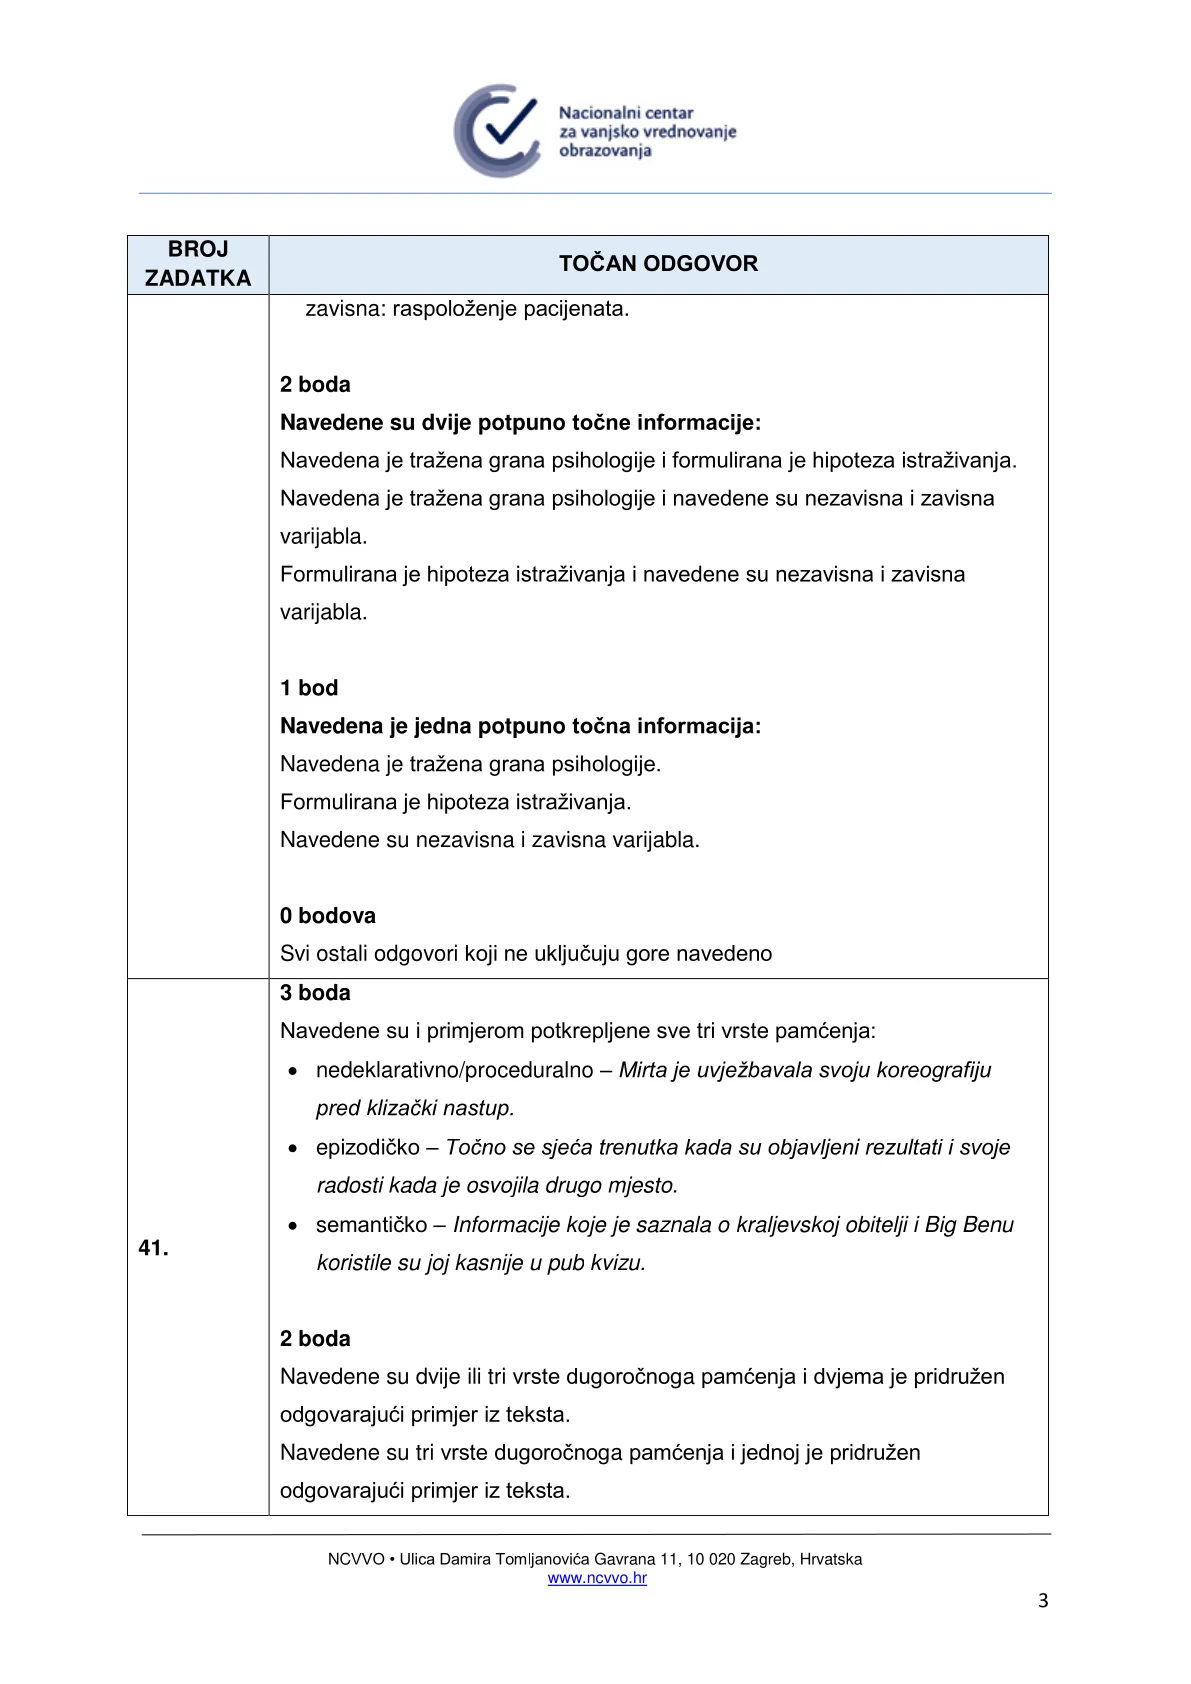 Nacionalni centar
za vanjsko vrednovanje
obrazovanja
BROJ
ZADATKA
TOČAN ODGOVOR
zavisna: raspoloženje pacijenata.
2 boda
Navedene su dvije potpuno točne informacije:
Navedena je tražena grana psihologije i formulirana je hipoteza istraživanja.
Navedena je tražena grana psihologije i navedene su nezavisna i zavisna
varijabla.
Formulirana je hipoteza istraživanja i navedene su nezavisna i zavisna
varijabla.
1 bod
Navedena je jedna potpuno točna informacija:
Navedena je tražena grana psihologije.
Formulirana je hipoteza istraživanja.
Navedene su nezavisna i zavisna varijabla.
0 bodova
Svi ostali odgovori koji ne uključuju gore navedeno
41.
3 boda
Navedene su i primjerom potkrepljene sve tri vrste pamćenja:
• nedeklarativno/proceduralno – Mirta je uvježbavala svoju koreografiju
pred klizački nastup.
• epizodičko – Točno se sjeća trenutka kada su objavljeni rezultati i svoje
radosti kada je osvojila drugo mjesto.
• semantičko – Informacije koje je saznala o kraljevskoj obitelji i Big Benu
koristile su joj kasnije u pub kvizu.
2 boda
Navedene su dvije ili tri vrste dugoročnoga pamćenja i dvjema je pridružen
odgovarajući primjer iz teksta.
Navedene su tri vrste dugoročnoga pamćenja i jednoj je pridružen
odgovarajući primjer iz teksta.
NCVVO • Ulica Damira Tomljanovića Gavrana 11, 10 020 Zagreb, Hrvatska
www.ncvvo.hr
3